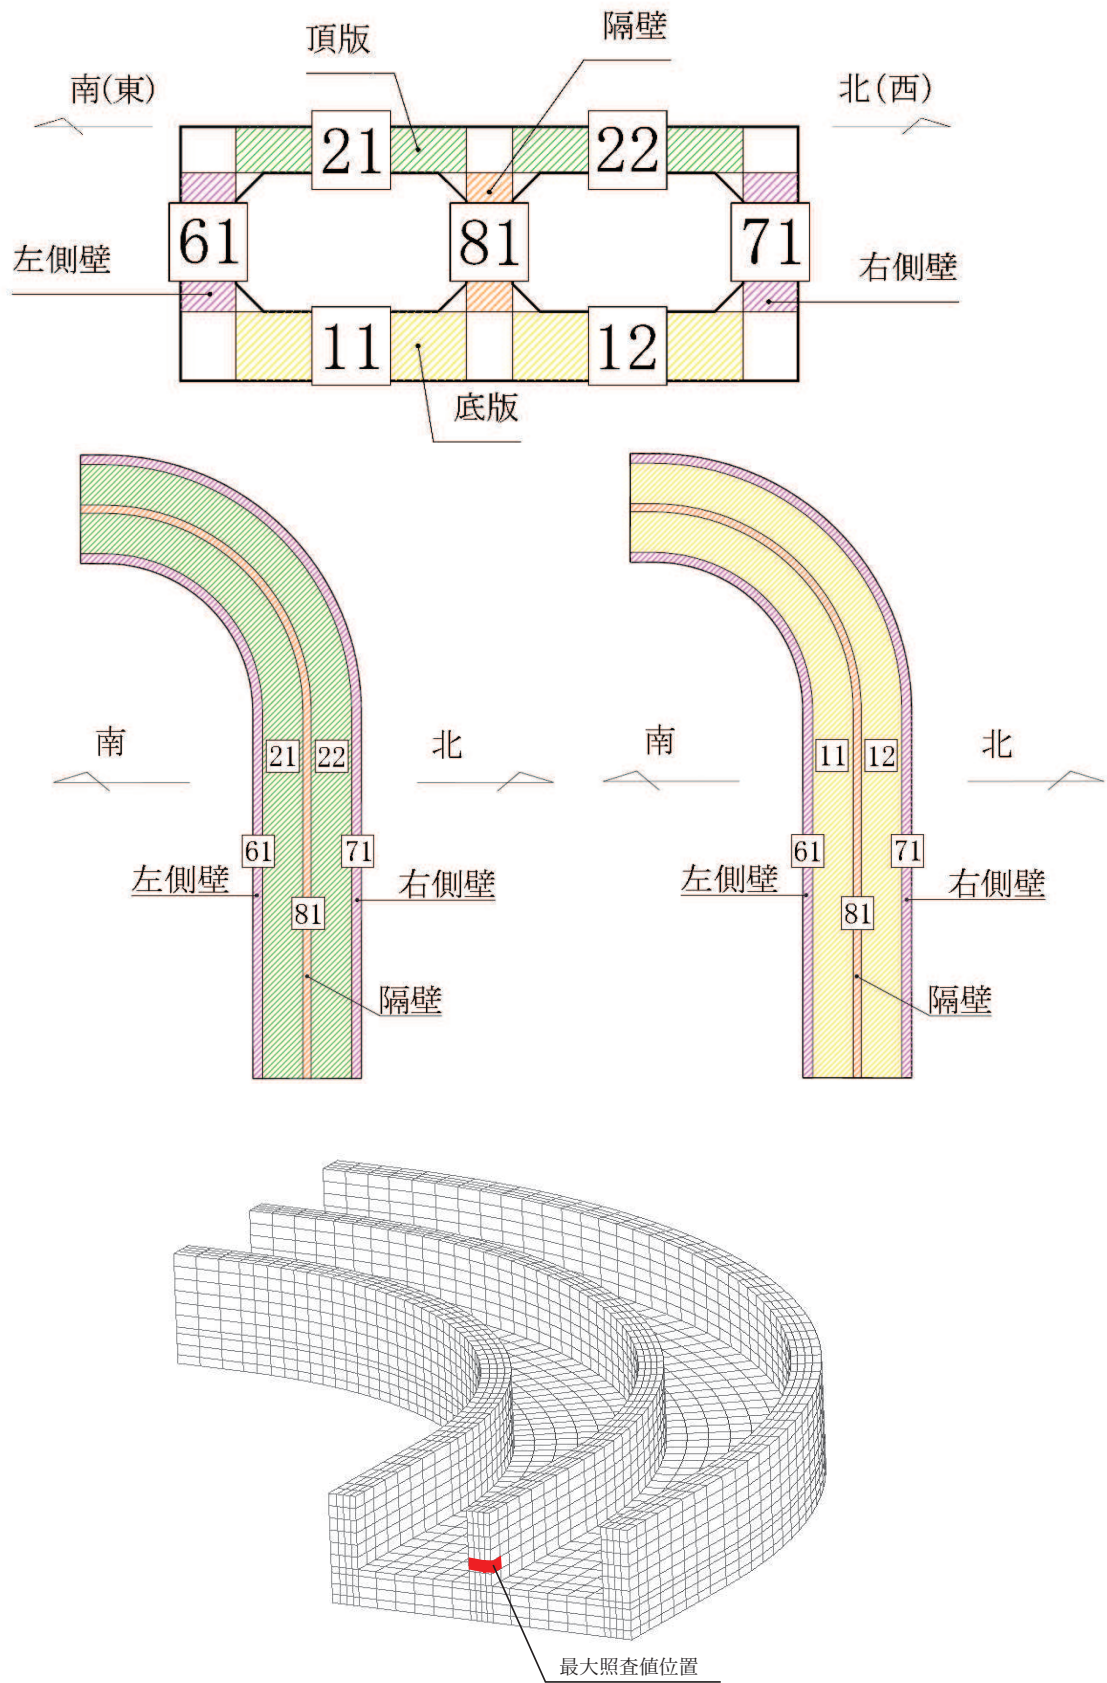 隔壁
頂版
南(東)
北(西)
21
22
61
81
71
左側壁
右側壁
11
12
底版
南
北
21
22
61
71
左側壁
右側壁
81
隔壁
南
北
11
12
61
71
左側壁
右側壁
81
隔壁
最大照査値位置